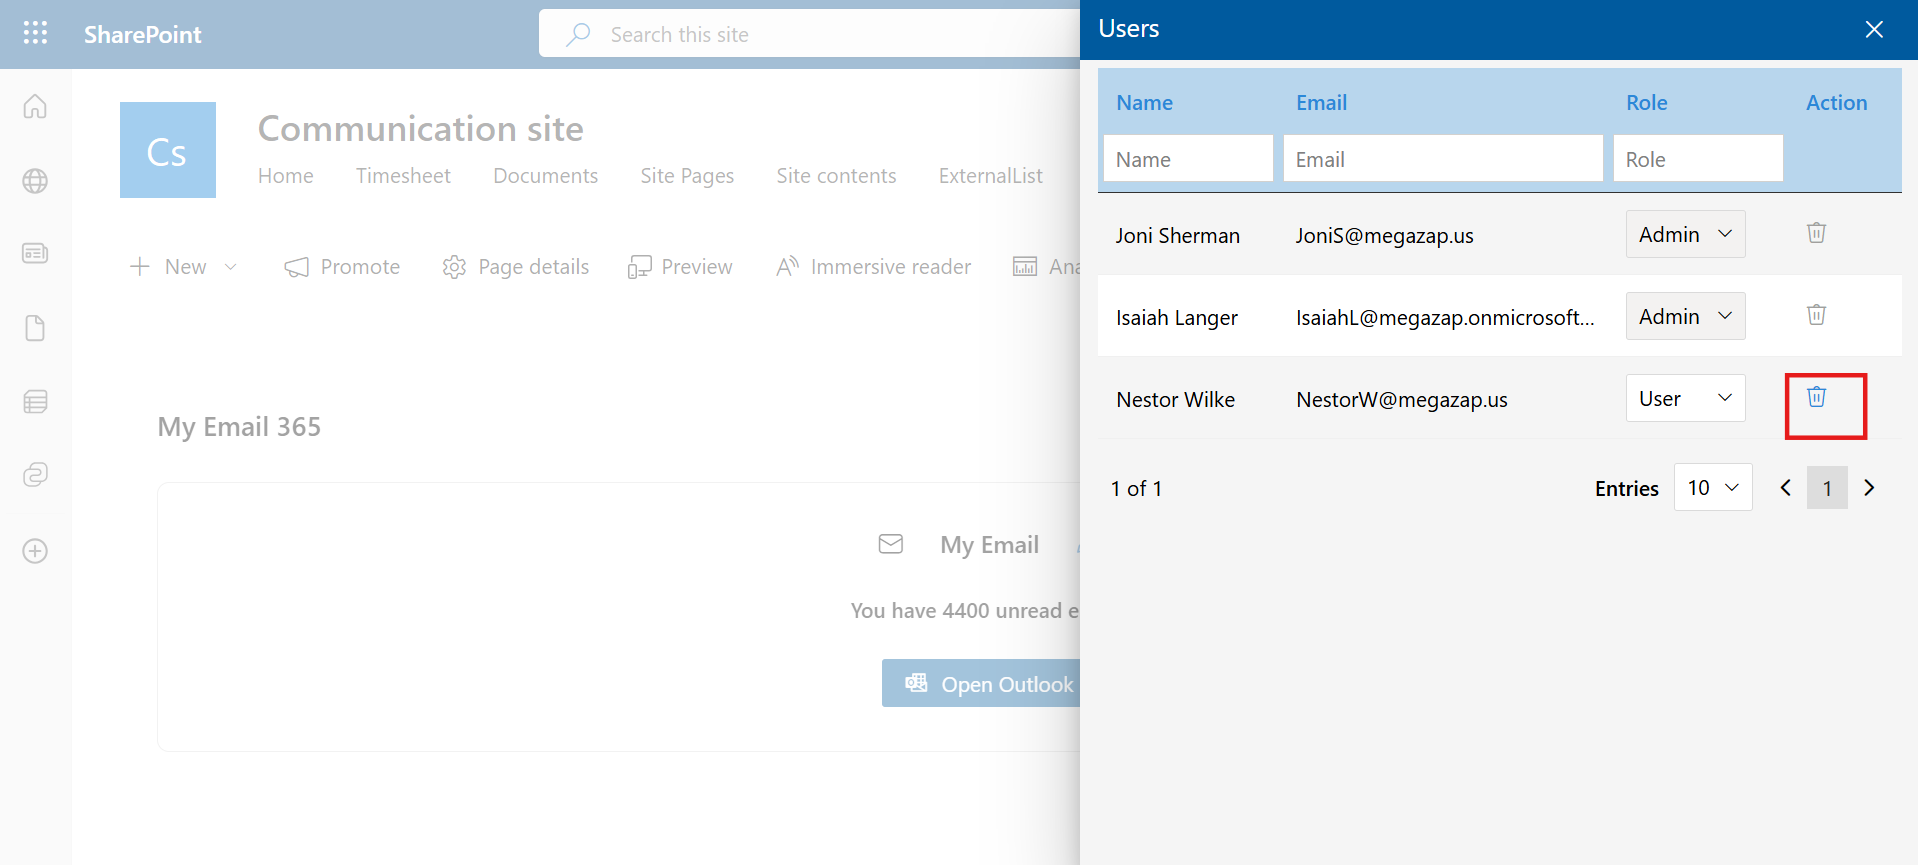 SharePoint
Search this site
Users
Cs
Communication site
Home Timesheet Documents Site Pages Site contents ExternalList
New Promote Page details Preview Immersive reader Ana
My Email 365
My Email
You have 4400 unread e
Open Outlook
Name Email Role Action
Name Email Role
Joni Sherman JoniS@megazap.us Admin
Isaiah Langer IsaiahL@megazap.onmicrosoft... Admin
Nestor Wilke NestorW@megazap.us User
1 of 1 Entries 10 1